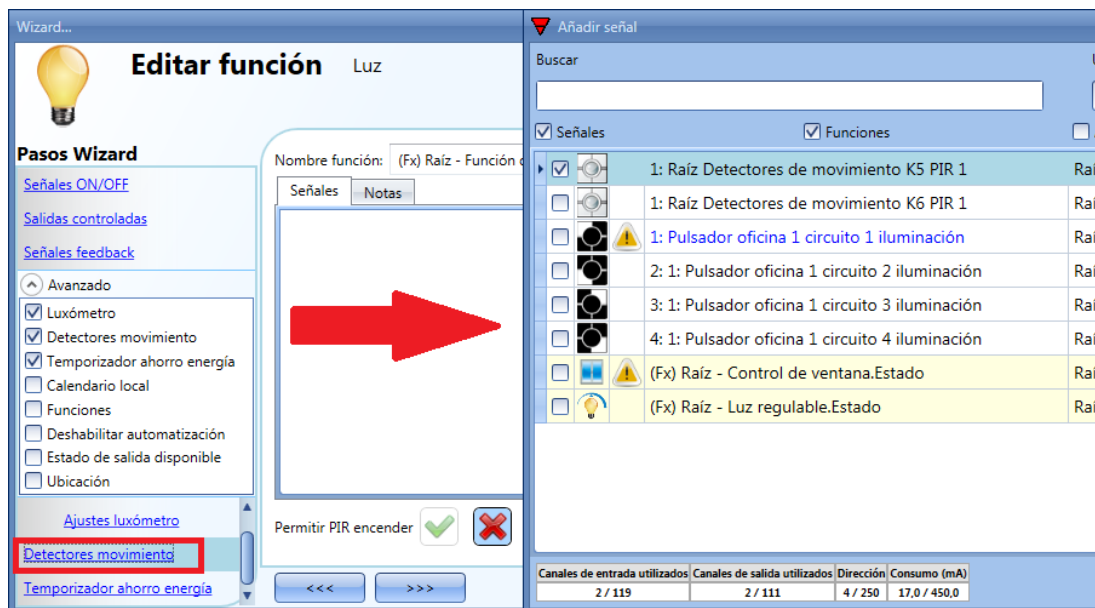 Wizard...
Editar función Luz
Pasos Wizard
Señales ON/OFF
Salidas controladas
Señales feedback
Avanzado
Luxómetro
Detectores movimiento
Temporizador ahorro energía
Calendario local
Funciones
Deshabilitar automatización
Estado de salida disponible
Ubicación
Ajustes luxómetro
Detectores movimiento
Temporizador ahorro energía
Nombre función: (Fx) Raíz - Función
Señales Notas
Permitir PIR encender
<<< >>>
Añadir señal
Buscar
Señales Funciones
1: Raíz Detectores de movimiento K5 PIR 1
1: Raíz Detectores de movimiento K6 PIR 1
1: Pulsador oficina 1 circuito 1 iluminación
2: 1: Pulsador oficina 1 circuito 2 iluminación
3: 1: Pulsador oficina 1 circuito 3 iluminación
4: 1: Pulsador oficina 1 circuito 4 iluminación
(Fx) Raíz - Control de ventana.Estado
(Fx) Raíz - Luz regulable.Estado
Canales de entrada utilizados Canales de salida utilizados Dirección Consumo (mA)
2 / 119 2 / 111 4 / 250 17,0 / 450,0